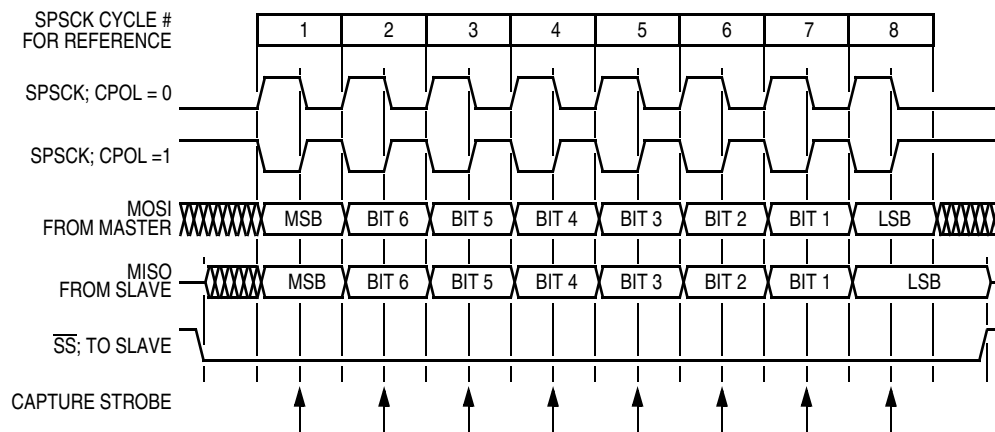 SPSCK CYCLE #
FOR REFERENCE
1 2 3 4 5 6 7 8
SPSCK; CPOL = 0
SPSCK; CPOL =1
MOSI
FROM MASTER
MSB BIT 6 BIT 5 BIT 4 BIT 3 BIT 2 BIT 1 LSB
MISO
FROM SLAVE
MSB BIT 6 BIT 5 BIT 4 BIT 3 BIT 2 BIT 1 LSB
S̅S̅; TO SLAVE
CAPTURE STROBE